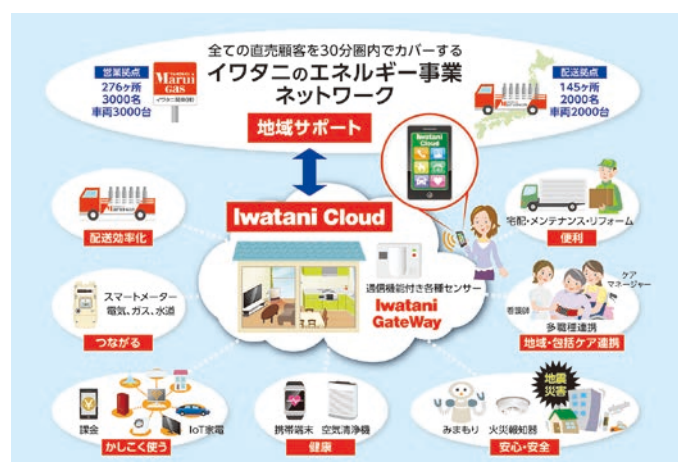 全ての直売顧客を30分圏内でカバーする
イワタニのエネルギー事業
ネットワーク
地域サポート
営業拠点
276ヶ所
3000名
車両3000台
Marui
gas
配送拠点
145ヶ所
2000名
車両2000台
Iwatani
Cloud
Iwatani Cloud
配送効率化
宅配・メンテナンス・リフォーム
便利
通信機能付き各種センサー
Iwatani
GateWay
スマートメーター
電気、ガス、水道
つながる
ケア
マネージャー
看護師
多職種連携
地域・包括ケア連携
課金
IoT家電
かしこく使う
携帯端末
空気清浄機
健康
地震
災害
みまもり
火災報知器
安心・安全